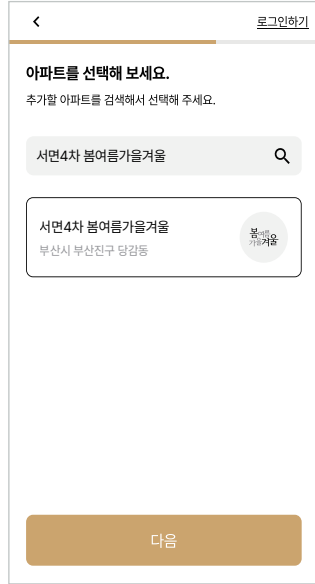 로그인하기
아파트를 선택해 보세요.
추가할 아파트를 검색해서 선택해 주세요.
서면4차 봄여름가을겨울
서면4차 봄여름가을겨울
부산시 부산진구 당감동
봄여름
가을겨울
다음